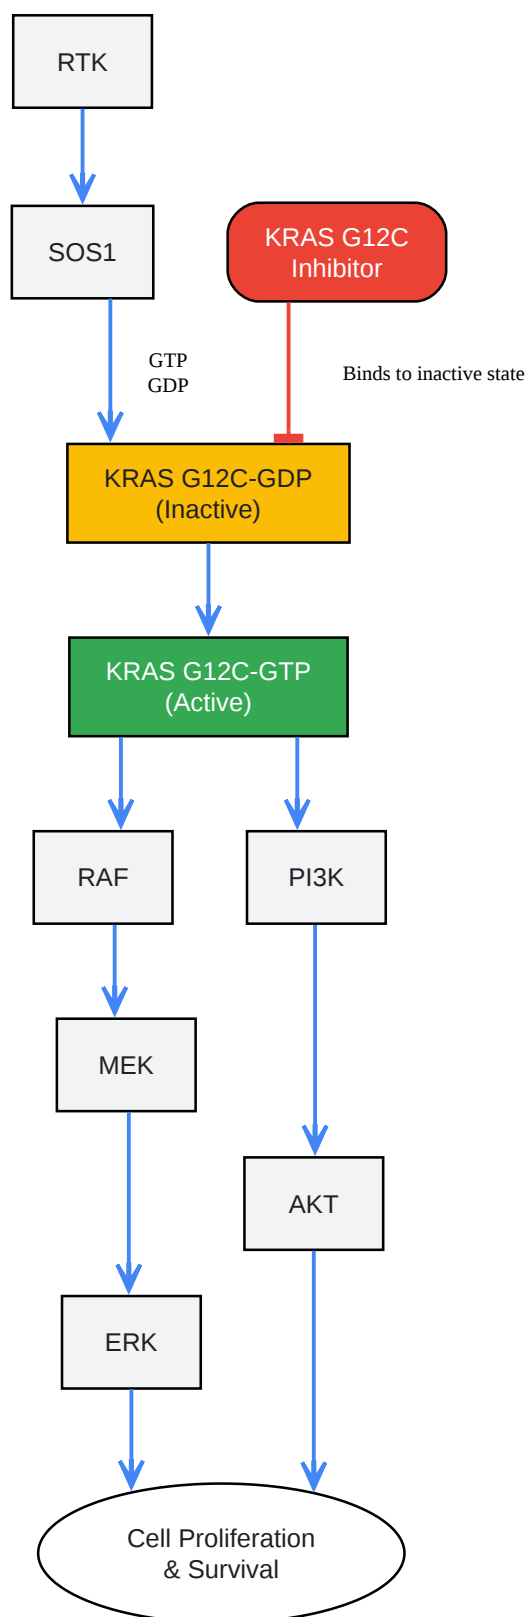 RTK
SOS1
KRAS G12C
Inhibitor
GTP
GDP
Binds to inactive state
KRAS G12C-GDP
(Inactive)
KRAS G12C-GTP
(Active)
RAF
PI3K
MEK
AKT
ERK
Cell Proliferation
& Survival